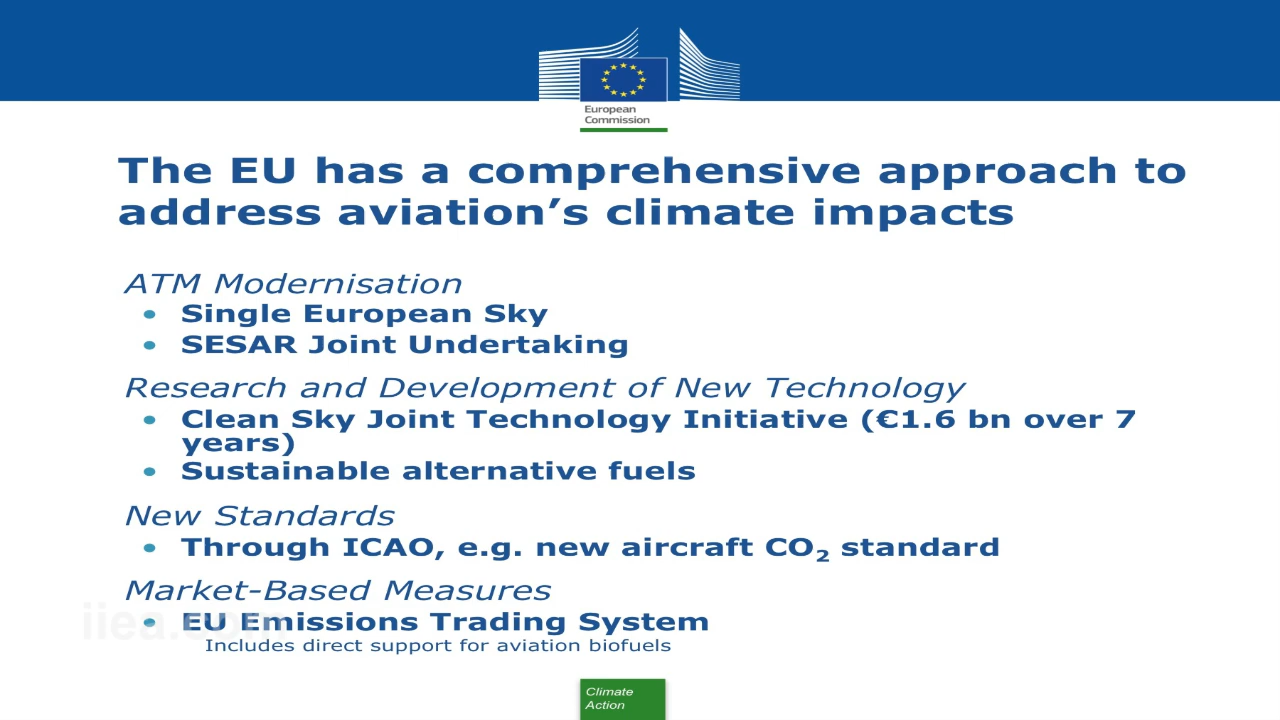 European
Commission
The EU has a comprehensive approach to
address aviation’s climate impacts
ATM Modernisation
• Single European Sky
• SESAR Joint Undertaking
Research and Development of New Technology
• Clean Sky Joint Technology Initiative (€1.6 bn over 7
years)
• Sustainable alternative fuels
New Standards
• Through ICAO, e.g. new aircraft CO₂ standard
Market-Based Measures
• EU Emissions Trading System
Includes direct support for aviation biofuels
iiea.com
Climate
Action